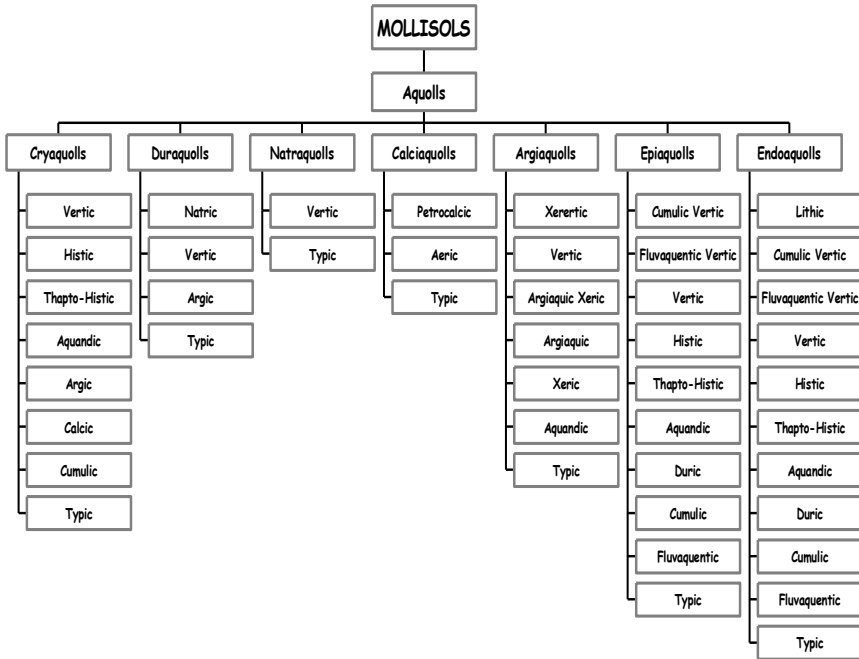 MOLLISOLS
Aquolls
Cryaquolls
Duraquolls
Natraquolls
Calciaquolls
Argiaquolls
Epiaquolls
Endoaquolls
Vertic
Histic
Thapto-Histic
Aquandic
Argic
Calcic
Cumulic
Typic
Natric
Vertic
Argic
Typic
Vertic
Typic
Petrocalcic
Aeric
Typic
Xerertic
Vertic
Argiaquic Xeric
Argiaquic
Xeric
Aquandic
Typic
Cumulic Vertic
Fluvaquentic Vertic
Vertic
Histic
Thapto-Histic
Aquandic
Duric
Cumulic
Fluvaquentic
Typic
Lithic
Cumulic Vertic
Fluvaquentic Vertic
Vertic
Histic
Thapto-Histic
Aquandic
Duric
Cumulic
Fluvaquentic
Typic